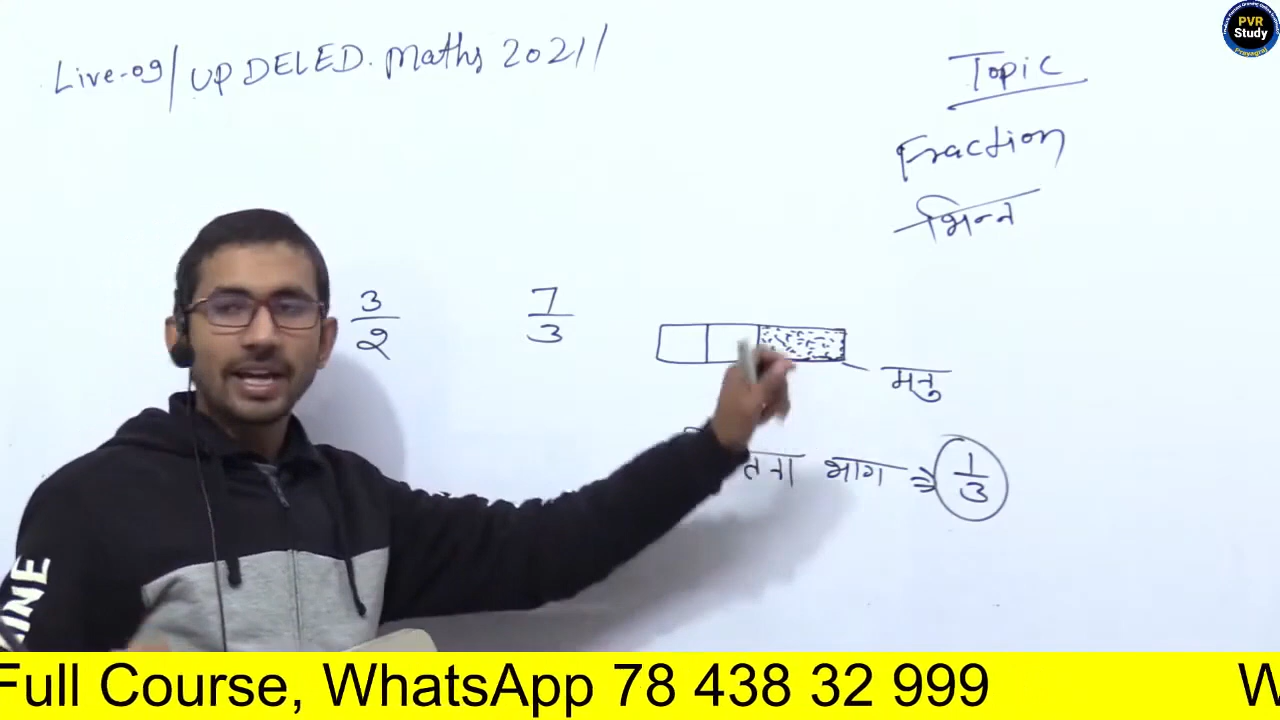 Live-09/ UP DELED. Maths 2021/
Topic
Fraction
भिन्न
3/2
7/3
मनु
तना भाग ⇒ 1/3
PVR
Study
Prayagraj
Full Course, WhatsApp 78 438 32 999 W